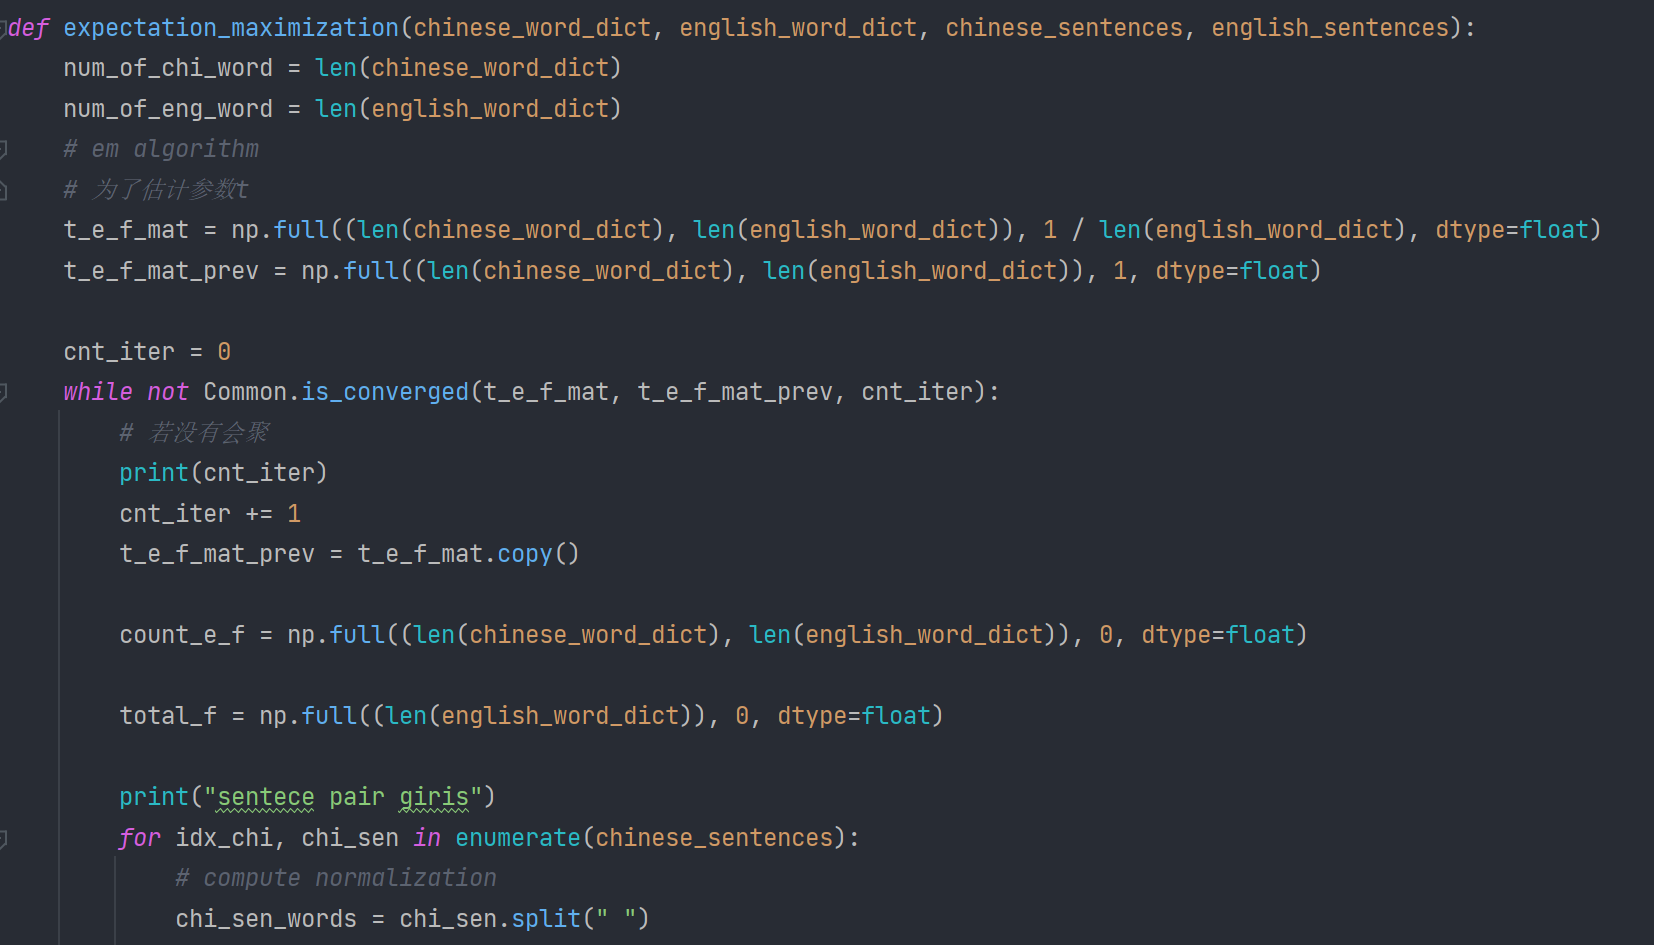 def expectation_maximization(chinese_word_dict, english_word_dict, chinese_sentences, english_sentences):
    num_of_chi_word = len(chinese_word_dict)
    num_of_eng_word = len(english_word_dict)
    # em algorithm
    # 为了估计参数t
    t_e_f_mat = np.full((len(chinese_word_dict), len(english_word_dict)), 1 / len(english_word_dict), dtype=float)
    t_e_f_mat_prev = np.full((len(chinese_word_dict), len(english_word_dict)), 1, dtype=float)
    cnt_iter = 0
    while not Common.is_converged(t_e_f_mat, t_e_f_mat_prev, cnt_iter):
        # 若没有会聚
        print(cnt_iter)
        cnt_iter += 1
        t_e_f_mat_prev = t_e_f_mat.copy()
        count_e_f = np.full((len(chinese_word_dict), len(english_word_dict)), 0, dtype=float)
        total_f = np.full((len(english_word_dict)), 0, dtype=float)
        print("sentece pair giris")
        for idx_chi, chi_sen in enumerate(chinese_sentences):
            # compute normalization
            chi_sen_words = chi_sen.split(" ")